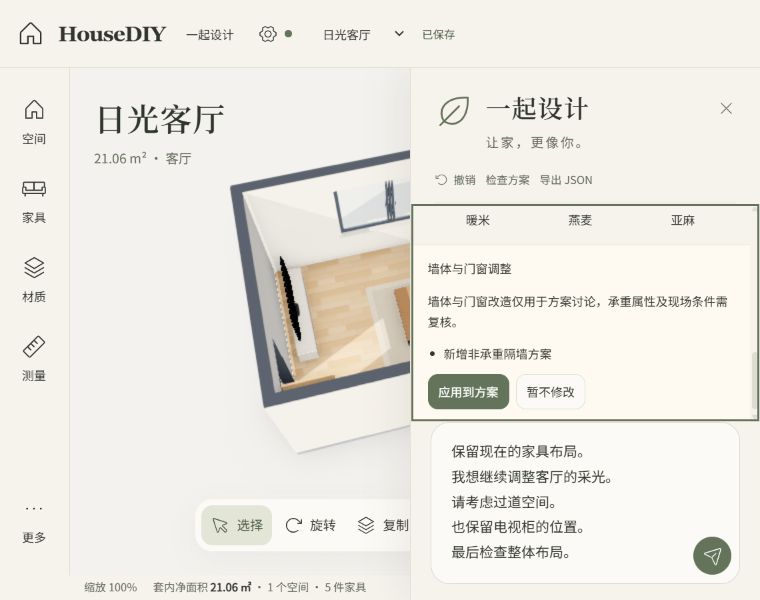 HouseDIY 一起设计 日光客厅 已保存
空间
家具
材质
测量
···
更多
日光客厅
21.06 m² · 客厅
选择 旋转 复制
缩放 100% 套内净面积 21.06 ㎡ · 1 个空间 · 5 件家具
一起设计
让家，更像你。
撤销 检查方案 导出 JSON
暖米 燕麦 亚麻
墙体与门窗调整
墙体与门窗改造仅用于方案讨论，承重属性及现场条件需
复核。
• 新增非承重隔墙方案
应用到方案 暂不修改
保留现在的家具布局。
我想继续调整客厅的采光。
请考虑过道空间。
也保留电视柜的位置。
最后检查整体布局。